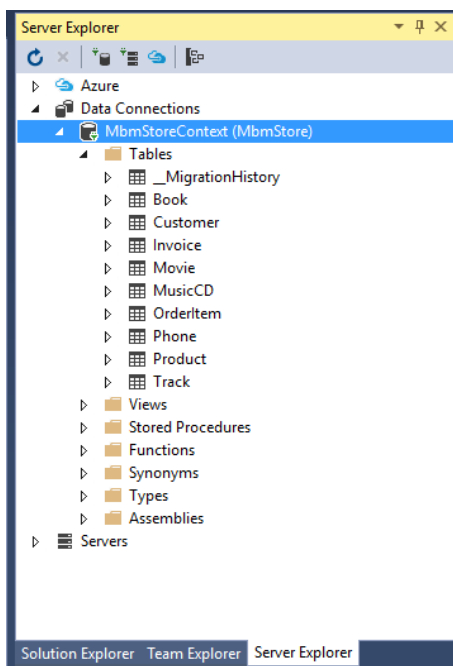 Server Explorer
Azure
Data Connections
MbmStoreContext (MbmStore)
Tables
__MigrationHistory
Book
Customer
Invoice
Movie
MusicCD
OrderItem
Phone
Product
Track
Views
Stored Procedures
Functions
Synonyms
Types
Assemblies
Servers
Solution Explorer Team Explorer Server Explorer